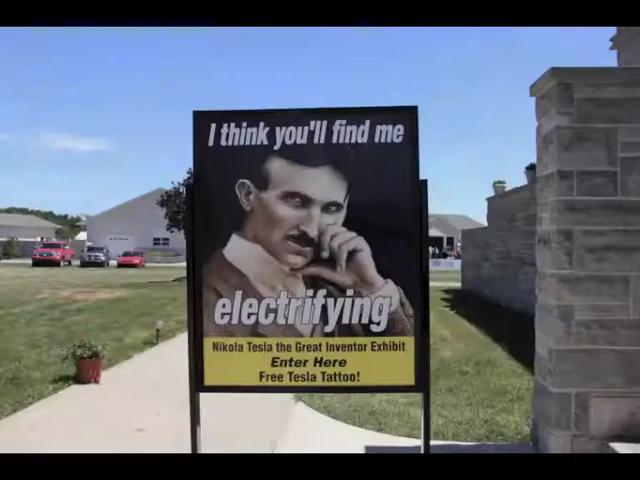 I think you'll find me
electrifying
Nikola Tesla the Great Inventor Exhibit
Enter Here
Free Tesla Tattoo!